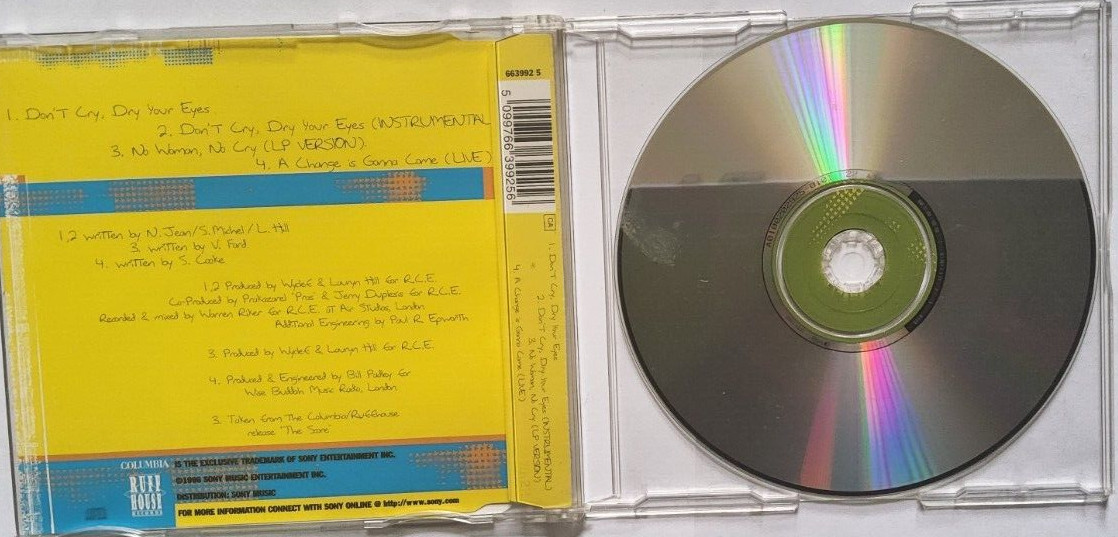 1. Don't Cry, Dry Your Eyes
2. Don't Cry, Dry Your Eyes (INSTRUMENTAL
3. No Woman, No Cry (LP VERSION)
4. A Change is Gonna Come (LIVE)
1,2 written by N. Jean/S. Michel/L. Hill
3. written by V. Ford
4. written by S. Cooke
1,2 Produced by Wyclef & Lauryn Hill for R.C.E.
Co-Produced by Prakazarel "Pras" & Jerry Duplesis for R.C.E.
Recorded & mixed by Warren Riker for R.C.E. at Air Studios, London
Additional Engineering by Paul R Epworth
3. Produced by Wyclef & Lauryn Hill for R.C.E.
4. Produced & Engineered by Bill Padley for
Wise Buddah Music Radio, London
3. Taken from The Columbia/Ruffhouse
release "The Score"
COLUMBIA IS THE EXCLUSIVE TRADEMARK OF SONY ENTERTAINMENT INC.
©1996 SONY MUSIC ENTERTAINMENT INC.
DISTRIBUTION: SONY MUSIC
FOR MORE INFORMATION CONNECT WITH SONY ONLINE @ http://www.sony.com
RUFF
HOUSE
RECORDS
663992 5
5 099766 399256
CA
1. Don't Cry, Dry Your Eyes
2. Don't Cry, Dry Your Eyes (INSTRUMENTAL)
3. No Woman, No Cry (LP VERSION)
4. A Change is Gonna Come (LIVE)